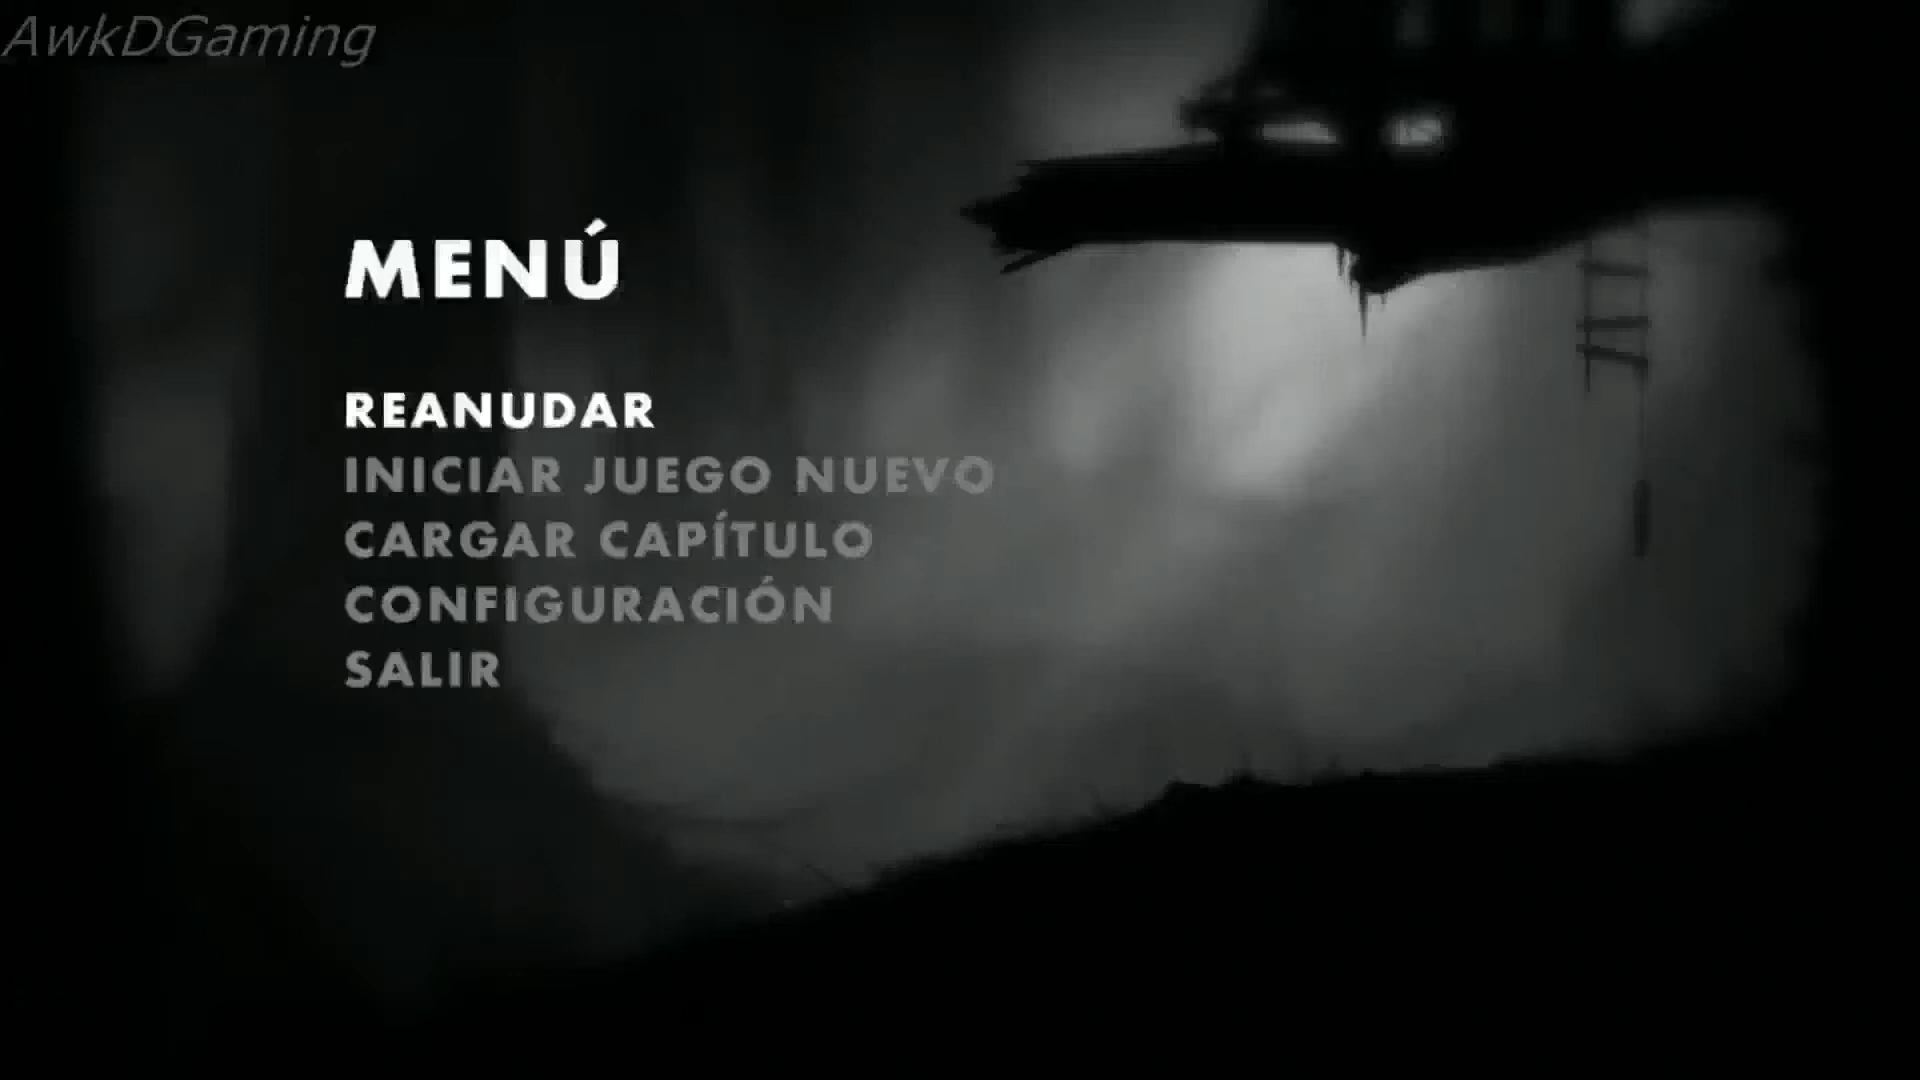 AwkDGaming
MENÚ
REANUDAR
INICIAR JUEGO NUEVO
CARGAR CAPÍTULO
CONFIGURACIÓN
SALIR